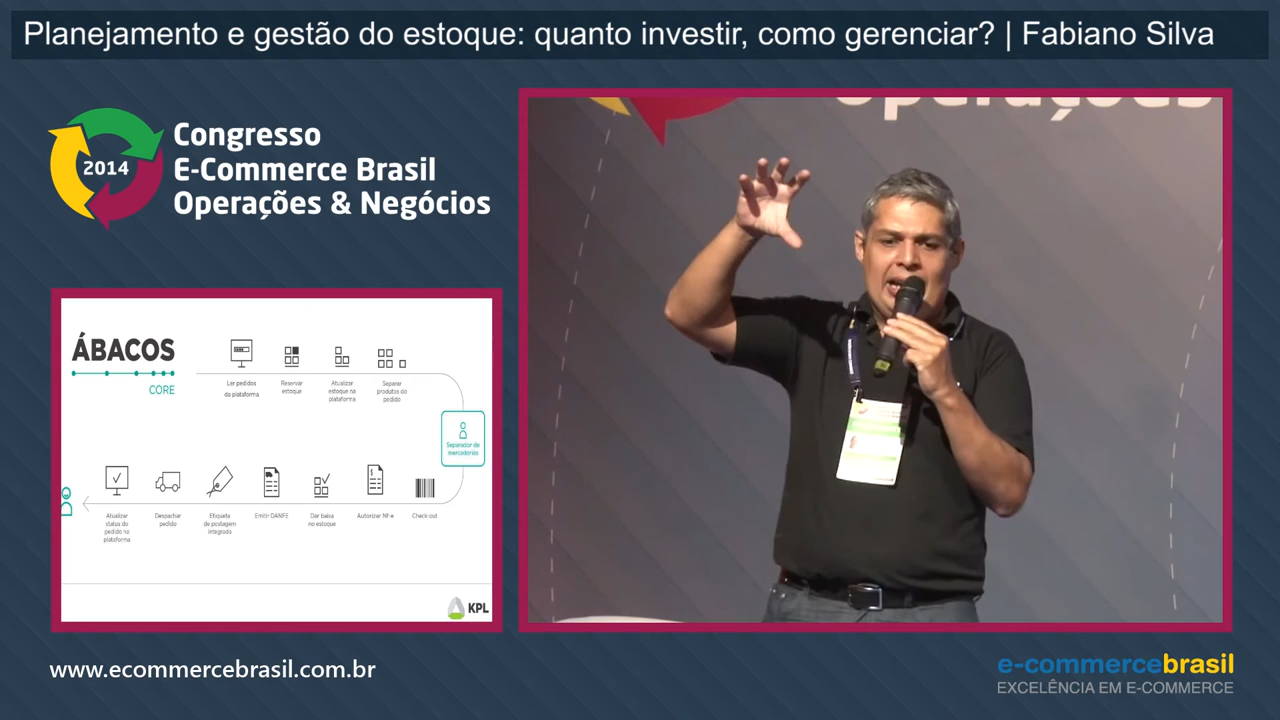 Planejamento e gestão do estoque: quanto investir, como gerenciar? | Fabiano Silva
2014
Congresso
E-Commerce Brasil
Operações & Negócios
operações
ÁBACOS
CORE
Ler pedidos
da plataforma
Reservar
estoque
Atualizar
estoque na
plataforma
Separar
produtos do
pedido
Separador de
mercadorias
Atualizar
status do
pedido na
plataforma
Despachar
pedido
Etiqueta
de postagem
integrada
Emitir DANFE
Dar baixa
no estoque
Autorizar NF-e
Check-out
KPL
www.ecommercebrasil.com.br
e-commercebrasil
EXCELÊNCIA EM E-COMMERCE